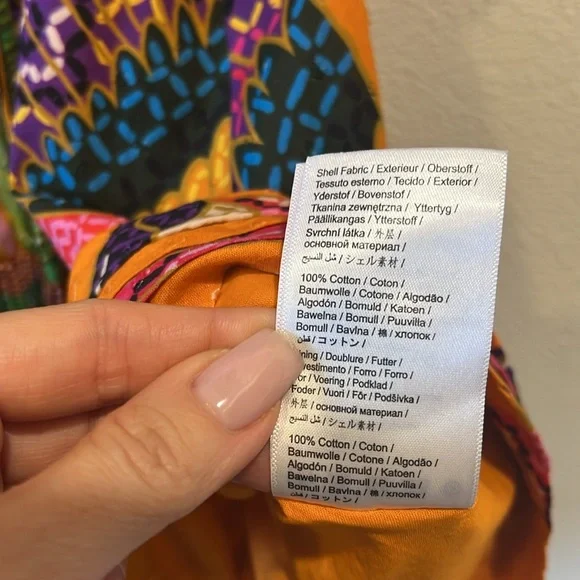 Shell Fabric / Exterieur / Oberstoff /
Tessuto esterno / Tecido / Exterior /
Yderstof / Bovenstof /
Tkanina zewnętrzna / Yttertyg /
Päällikangas / Ytterstoff /
Svrchní látka / 外层 /
основной материал /
/ シェル素材 /
100% Cotton / Coton /
Baumwolle / Cotone / Algodão /
Algodón / Bomuld / Katoen /
Bawełna / Bomull / Puuvilla /
Bomull / Bavlna / 棉 / хлопок /
قطن / コットン /
/ Doublure / Futter /
/ Forro / Forro /
/ Voering / Podklad /
Foder / Vuori / Fôr / Podšivka /
/ 外层 / основной материал /
/ シェル素材 /
100% Cotton / Coton /
Baumwolle / Cotone / Algodão /
Algodón / Bomuld / Katoen /
Bawełna / Bomull / Puuvilla /
Bomull / Bavlna / 棉 / хлопок /
/ コットン /